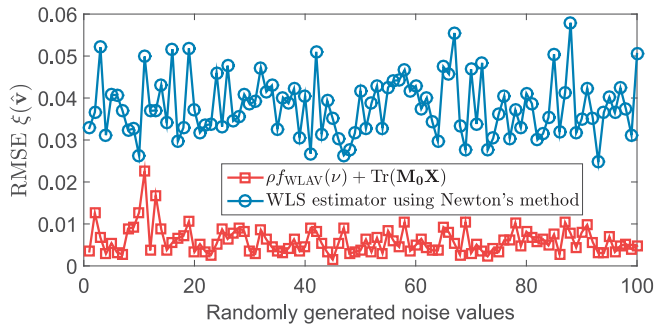 0.06
0.05
0.04
0.03
0.02
0.01
0
RMSE ξ(v̂)
ρf_WLAV(ν) + Tr(M₀X)
WLS estimator using Newton's method
0 20 40 60 80 100
Randomly generated noise values